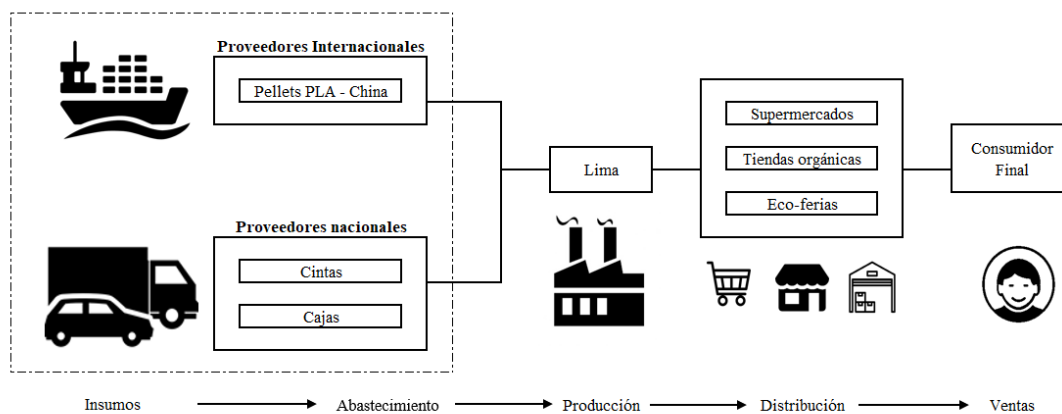 Proveedores Internacionales
Pellets PLA - China
Proveedores nacionales
Cintas
Cajas
Lima
Supermercados
Tiendas orgánicas
Eco-ferias
Consumidor
Final
Insumos
Abastecimiento
Producción
Distribución
Ventas